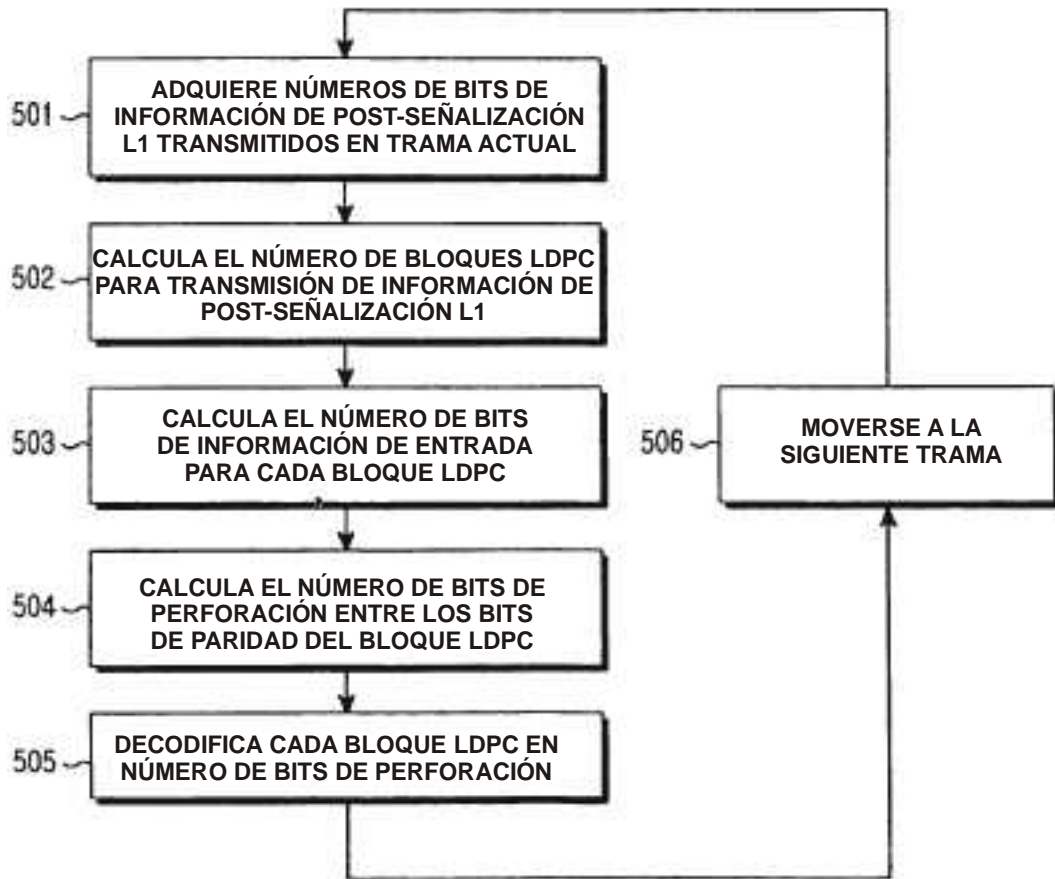 501
ADQUIERE NÚMEROS DE BITS DE
INFORMACIÓN DE POST-SEÑALIZACIÓN
L1 TRANSMITIDOS EN TRAMA ACTUAL
502
CALCULA EL NÚMERO DE BLOQUES LDPC
PARA TRANSMISIÓN DE INFORMACIÓN DE
POST-SEÑALIZACIÓN L1
503
CALCULA EL NÚMERO DE BITS
DE INFORMACIÓN DE ENTRADA
PARA CADA BLOQUE LDPC
504
CALCULA EL NÚMERO DE BITS DE
PERFORACIÓN ENTRE LOS BITS
DE PARIDAD DEL BLOQUE LDPC
505
DECODIFICA CADA BLOQUE LDPC EN
NÚMERO DE BITS DE PERFORACIÓN
506
MOVERSE A LA
SIGUIENTE TRAMA